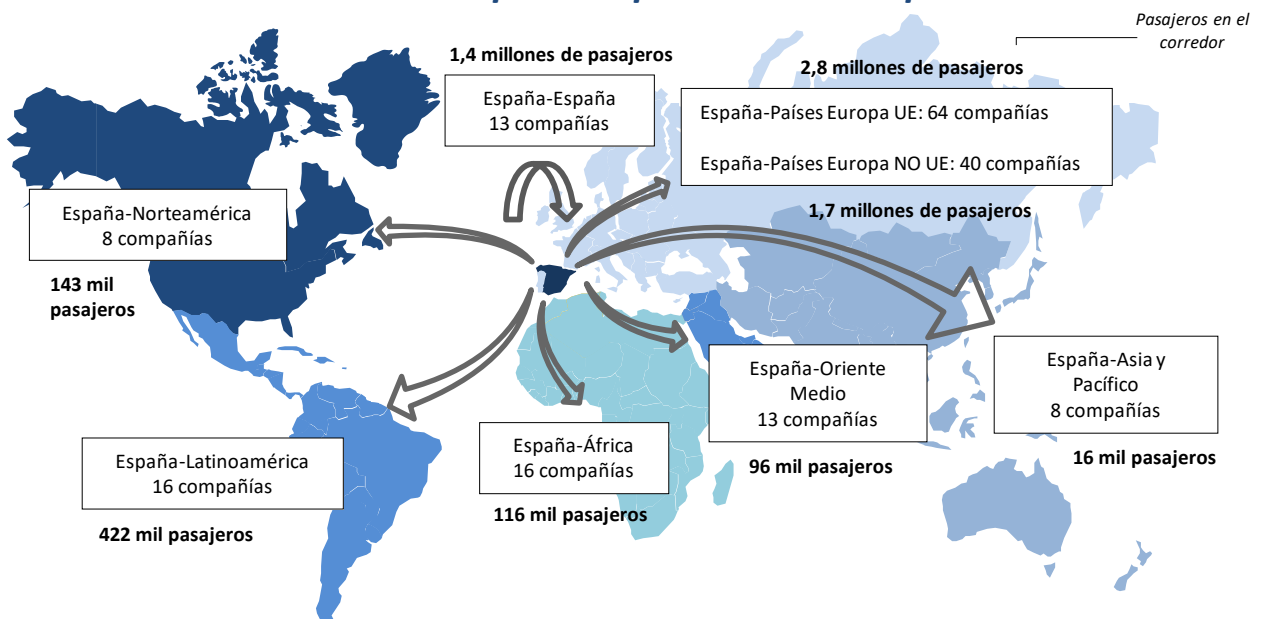 Pasajeros en el
corredor
1,4 millones de pasajeros
España-España
13 compañías
2,8 millones de pasajeros
España-Países Europa UE: 64 compañías
España-Países Europa NO UE: 40 compañías
1,7 millones de pasajeros
España-Norteamérica
8 compañías
143 mil
pasajeros
España-Oriente
Medio
13 compañías
96 mil pasajeros
España-Asia y
Pacífico
8 compañías
16 mil pasajeros
España-Latinoamérica
16 compañías
422 mil pasajeros
España-África
16 compañías
116 mil pasajeros